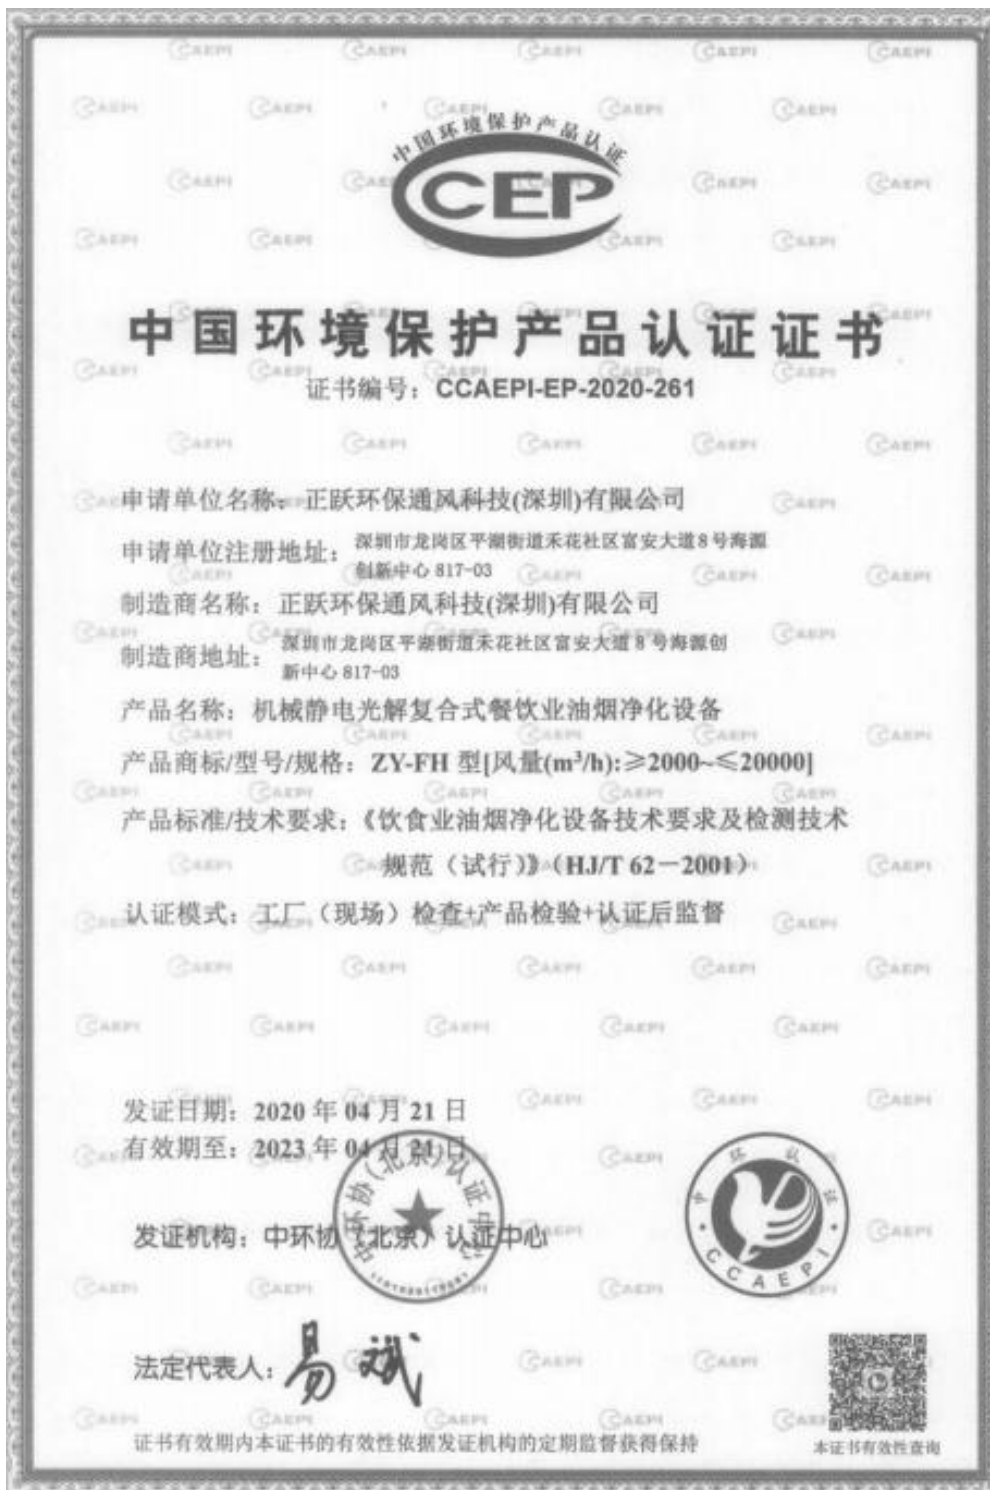 中国环境保护产品认证
CEP
中国环境保护产品认证证书
证书编号：CCAEPI-EP-2020-261
申请单位名称：正跃环保通风科技(深圳)有限公司
申请单位注册地址：深圳市龙岗区平湖街道禾花社区富安大道8号海源
创新中心 817-03
制造商名称：正跃环保通风科技(深圳)有限公司
制造商地址：深圳市龙岗区平湖街道禾花社区富安大道 8 号海源创
新中心 817-03
产品名称：机械静电光解复合式餐饮业油烟净化设备
产品商标/型号/规格：ZY-FH 型[风量(m³/h):≥2000~≤20000]
产品标准/技术要求：《饮食业油烟净化设备技术要求及检测技术
规范（试行）》（HJ/T 62－2001）
认证模式：工厂（现场）检查+产品检验+认证后监督
发证日期：2020 年 04 月 21 日
有效期至：2023 年 04 月 21 日
中环协(北京)认证中心
发证机构：中环协（北京）认证中心
中环认证
CCAEPI
法定代表人：易斌
证书有效期内本证书的有效性依据发证机构的定期监督获得保持
本证书有效性查询